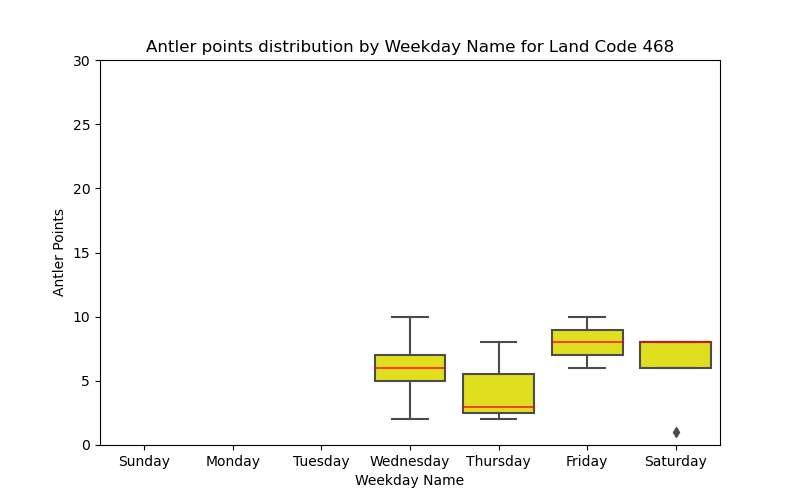 Antler points distribution by Weekday Name for Land Code 468
30
25
20
15
10
5
0
Antler Points
Sunday Monday Tuesday Wednesday Thursday Friday Saturday
Weekday Name